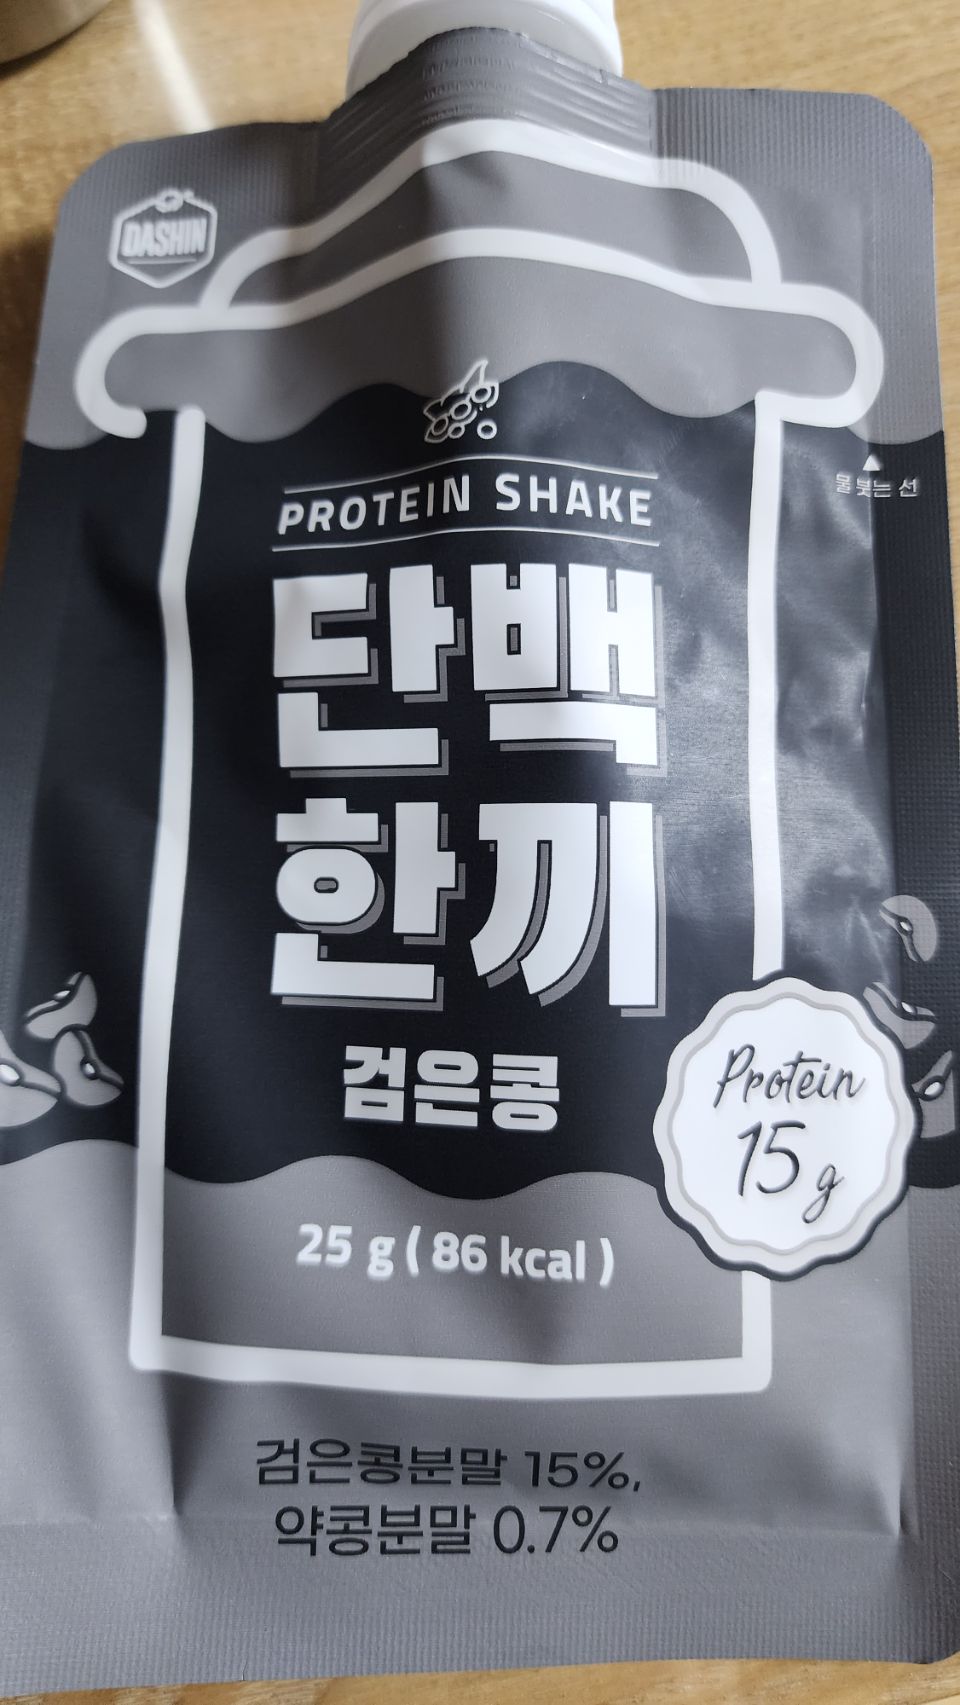 DASHIN
PROTEIN SHAKE
물 붓는 선
단백
한끼
검은콩
Protein
15 g
25 g ( 86 kcal )
검은콩분말 15%,
약콩분말 0.7%